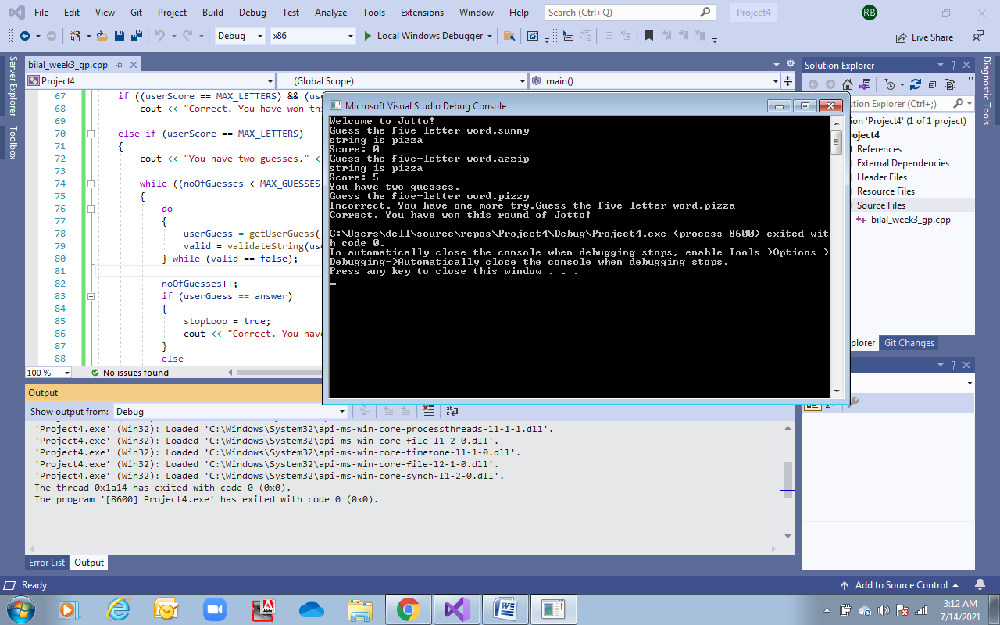 File Edit View Git Project Build Debug Test Analyze Tools Extensions Window Help Search (Ctrl+Q) Project4 RB
Debug x86 Local Windows Debugger Live Share
Server Explorer
Toolbox
bilal_week3_gp.cpp
Project4 (Global Scope) main()
67 if ((userScore == MAX_LETTERS) && (us
68 cout << "Correct. You have won thi
69
70 else if (userScore == MAX_LETTERS)
71 {
72 cout << "You have two guesses." <
73
74 while ((noOfGuesses < MAX_GUESSES
75 {
76 do
77 {
78 userGuess = getUserGuess(
79 valid = validateString(us
80 } while (valid == false);
81
82 noOfGuesses++;
83 if (userGuess == answer)
84 {
85 stopLoop = true;
86 cout << "Correct. You hav
87 }
88 else
100 % No issues found
Microsoft Visual Studio Debug Console
Welcome to Jotto!
Guess the five-letter word.sunny
string is pizza
Score: 0
Guess the five-letter word.azzip
string is pizza
Score: 5
You have two guesses.
Guess the five-letter word.pizzy
Incorrect. You have one more try.Guess the five-letter word.pizza
Correct. You have won this round of Jotto!
C:\Users\dell\source\repos\Project4\Debug\Project4.exe (process 8600) exited wit
h code 0.
To automatically close the console when debugging stops, enable Tools->Options->
Debugging->Automatically close the console when debugging stops.
Press any key to close this window . . .
Solution Explorer
ution Explorer (Ctrl+;)
ion 'Project4' (1 of 1 project)
roject4
References
External Dependencies
Header Files
Resource Files
Source Files
bilal_week3_gp.cpp
plorer Git Changes
Diagnostic Tools
Output
Show output from: Debug
'Project4.exe' (Win32): Loaded 'C:\Windows\System32\api-ms-win-core-processthreads-l1-1-1.dll'.
'Project4.exe' (Win32): Loaded 'C:\Windows\System32\api-ms-win-core-file-l1-2-0.dll'.
'Project4.exe' (Win32): Loaded 'C:\Windows\System32\api-ms-win-core-timezone-l1-1-0.dll'.
'Project4.exe' (Win32): Loaded 'C:\Windows\System32\api-ms-win-core-file-l2-1-0.dll'.
'Project4.exe' (Win32): Loaded 'C:\Windows\System32\api-ms-win-core-synch-l1-2-0.dll'.
The thread 0x1a14 has exited with code 0 (0x0).
The program '[8600] Project4.exe' has exited with code 0 (0x0).
Error List Output
Ready Add to Source Control
3:12 AM
7/14/2021